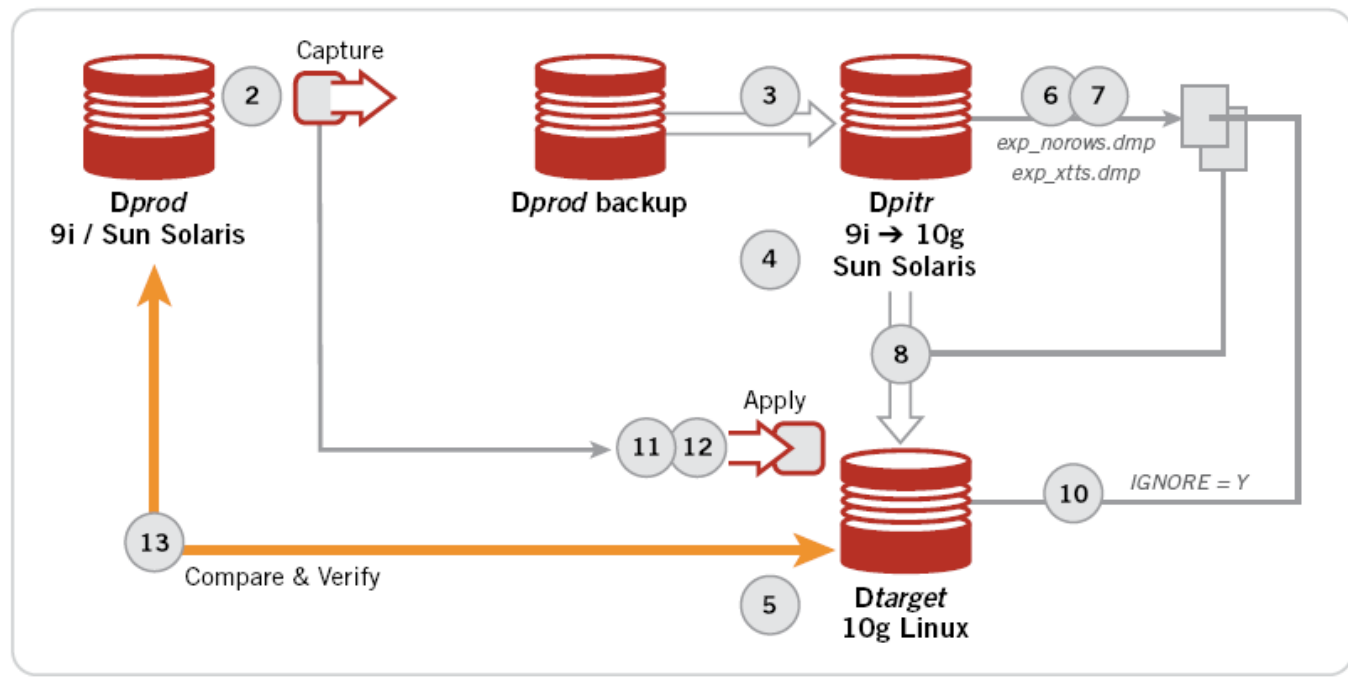 Capture
2
3
6
7
exp_norows.dmp
exp_xtts.dmp
Dprod
9i / Sun Solaris
Dprod backup
Dpitr
9i ➔ 10g
Sun Solaris
4
8
Apply
11
12
10
IGNORE = Y
13
Compare & Verify
5
Dtarget
10g Linux